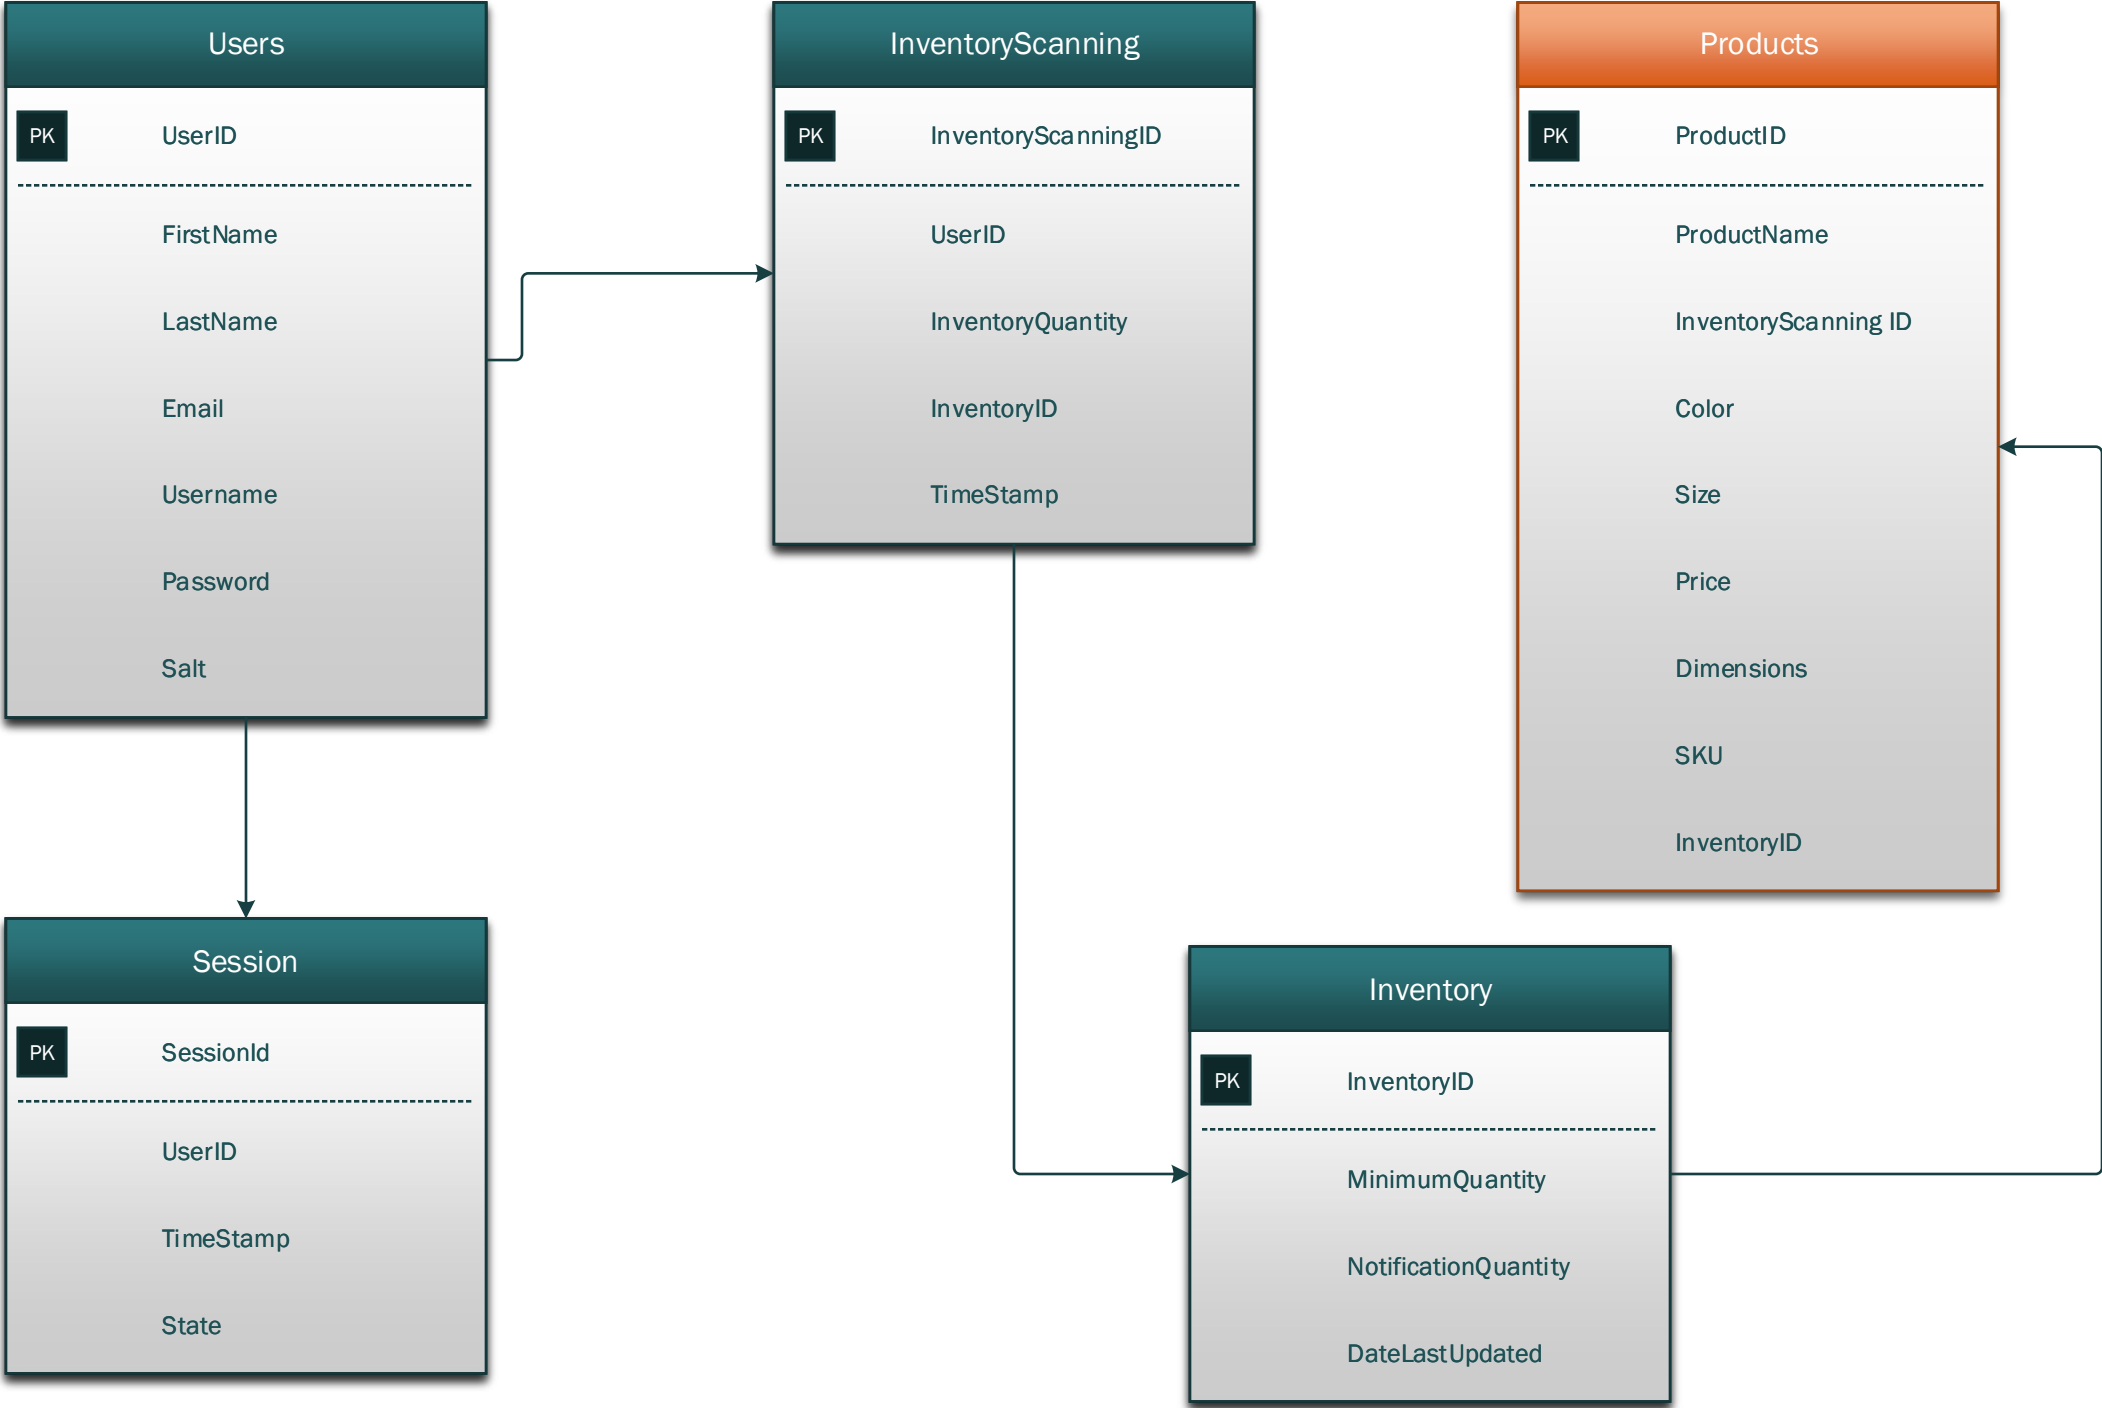 Users
PK UserID
FirstName
LastName
Email
Username
Password
Salt
InventoryScanning
PK InventoryScanningID
UserID
InventoryQuantity
InventoryID
TimeStamp
Products
PK ProductID
ProductName
InventoryScanning ID
Color
Size
Price
Dimensions
SKU
InventoryID
Session
PK SessionId
UserID
TimeStamp
State
Inventory
PK InventoryID
MinimumQuantity
NotificationQuantity
DateLastUpdated